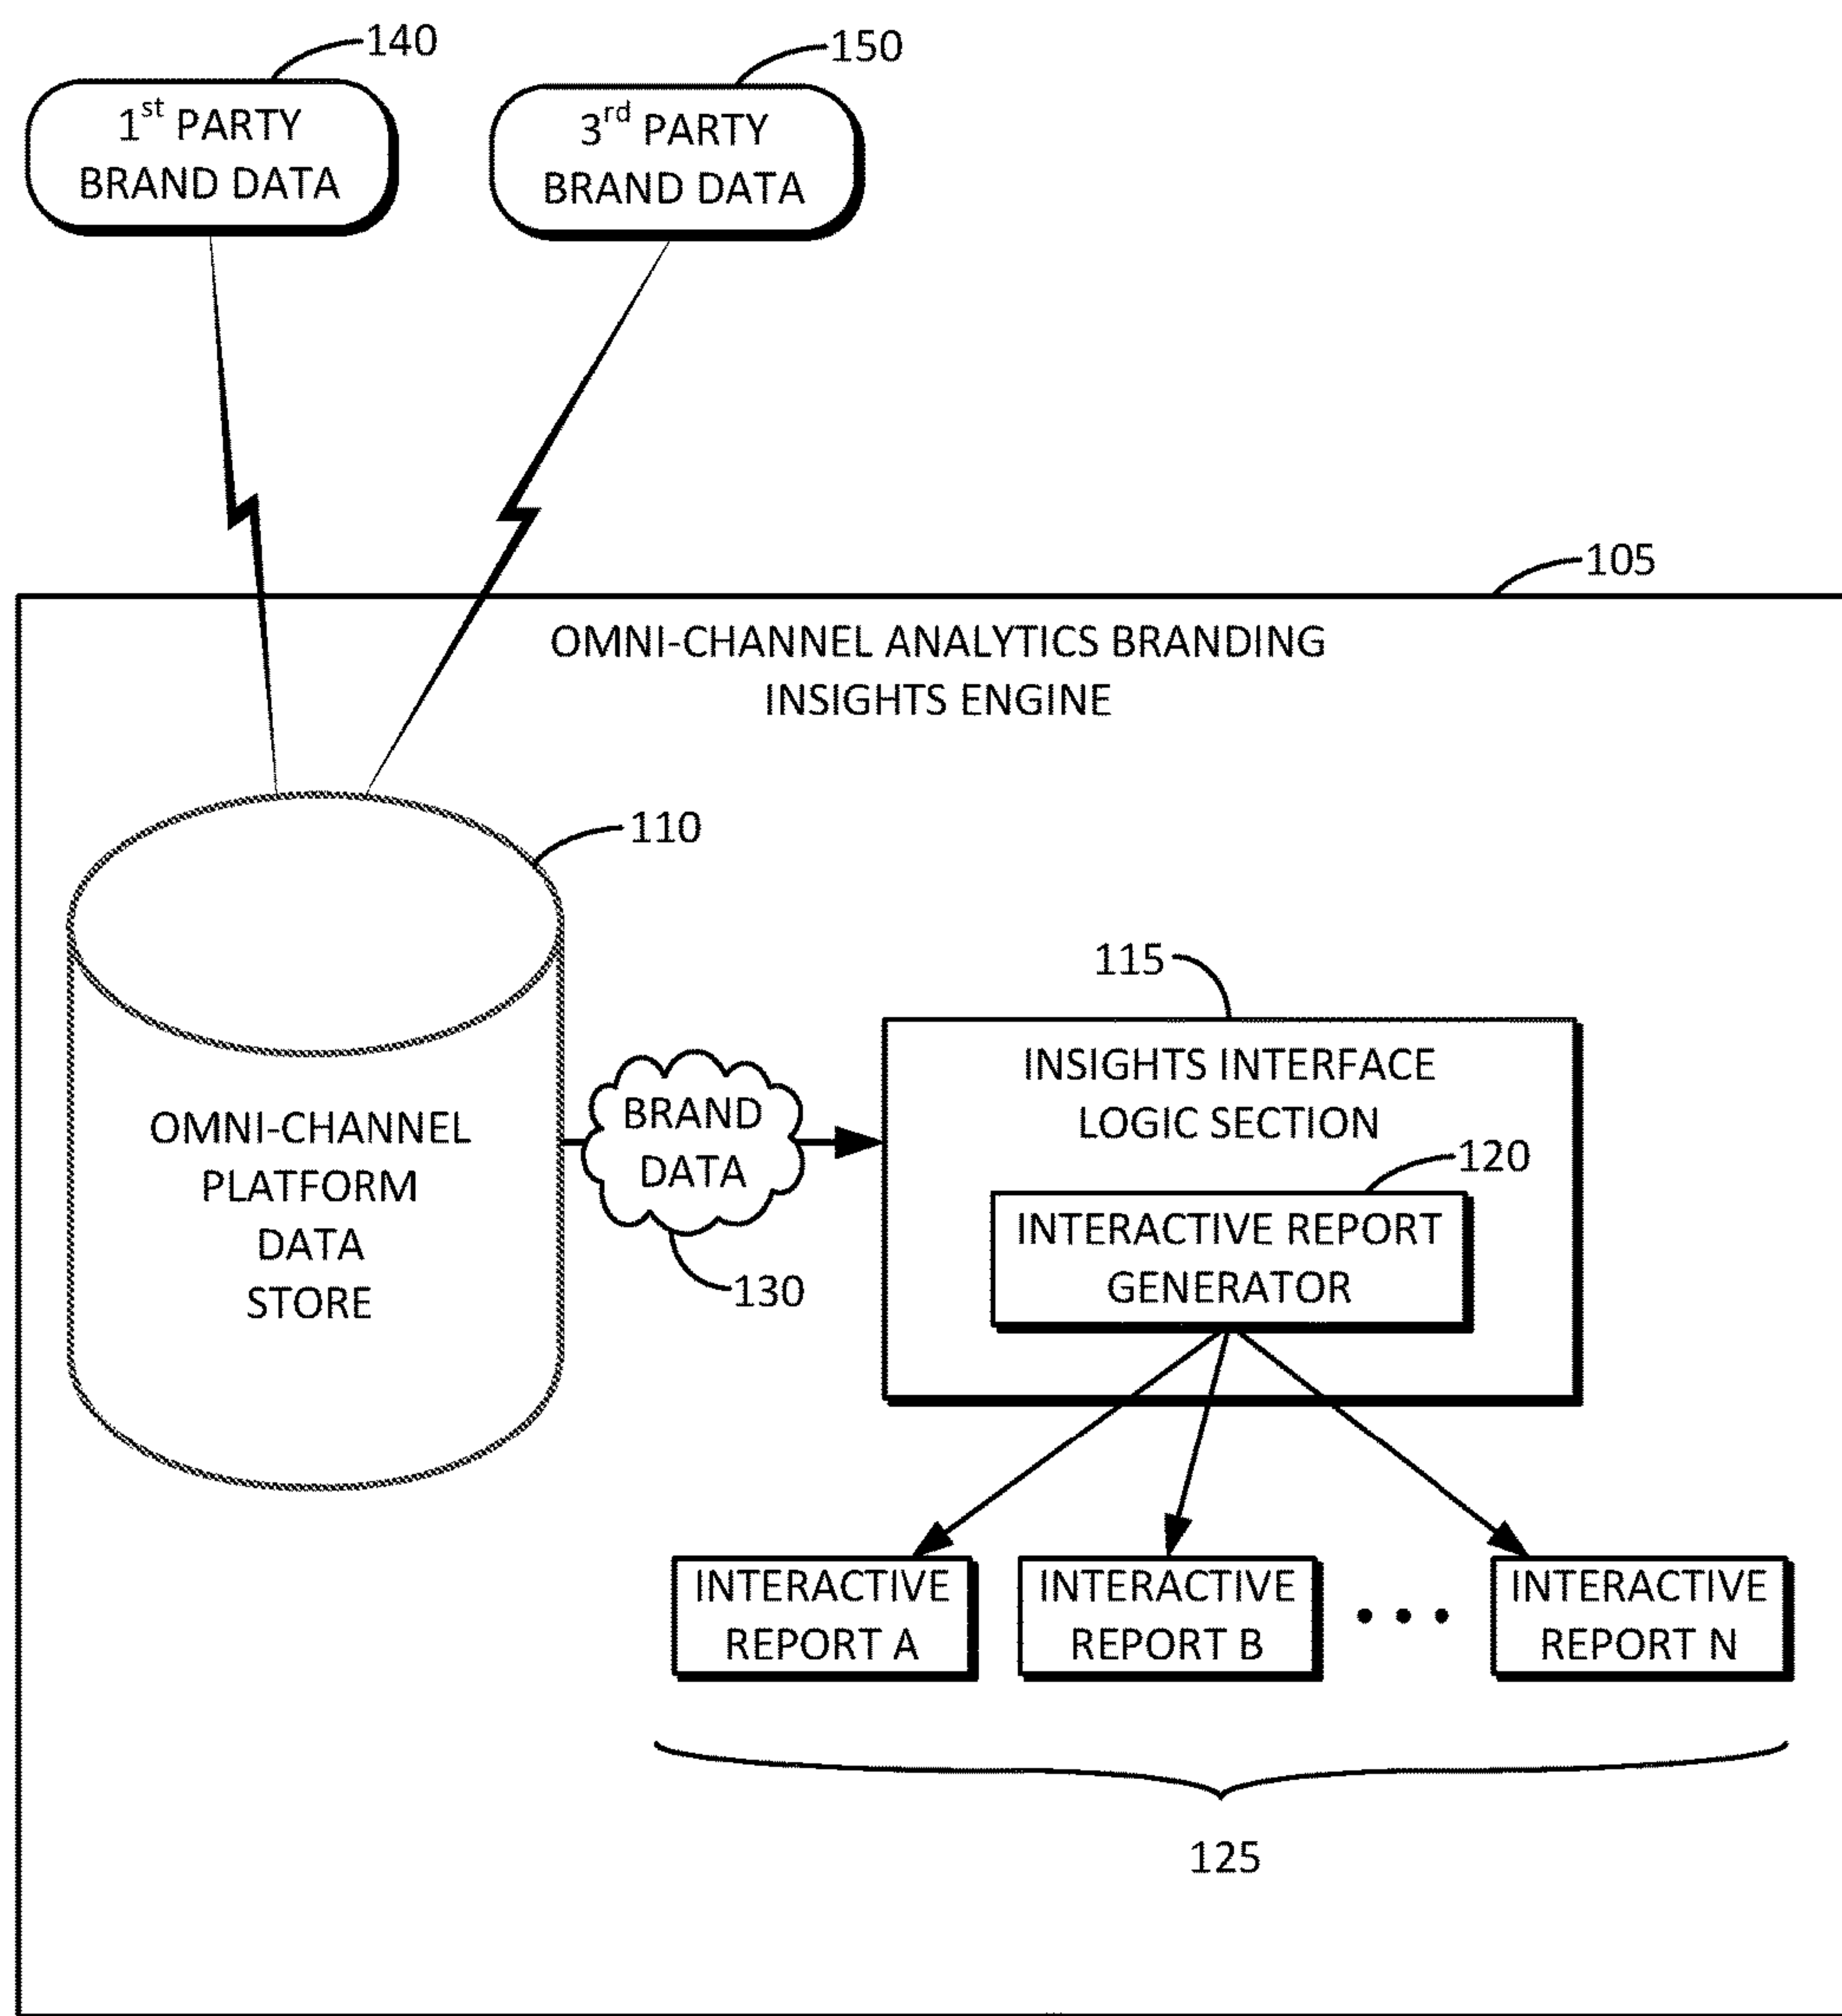 140
150
1st PARTY
BRAND DATA
3rd PARTY
BRAND DATA
105
OMNI-CHANNEL ANALYTICS BRANDING
INSIGHTS ENGINE
110
OMNI-CHANNEL
PLATFORM
DATA
STORE
BRAND
DATA
130
115
INSIGHTS INTERFACE
LOGIC SECTION
120
INTERACTIVE REPORT
GENERATOR
INTERACTIVE
REPORT A
INTERACTIVE
REPORT B
• • •
INTERACTIVE
REPORT N
125